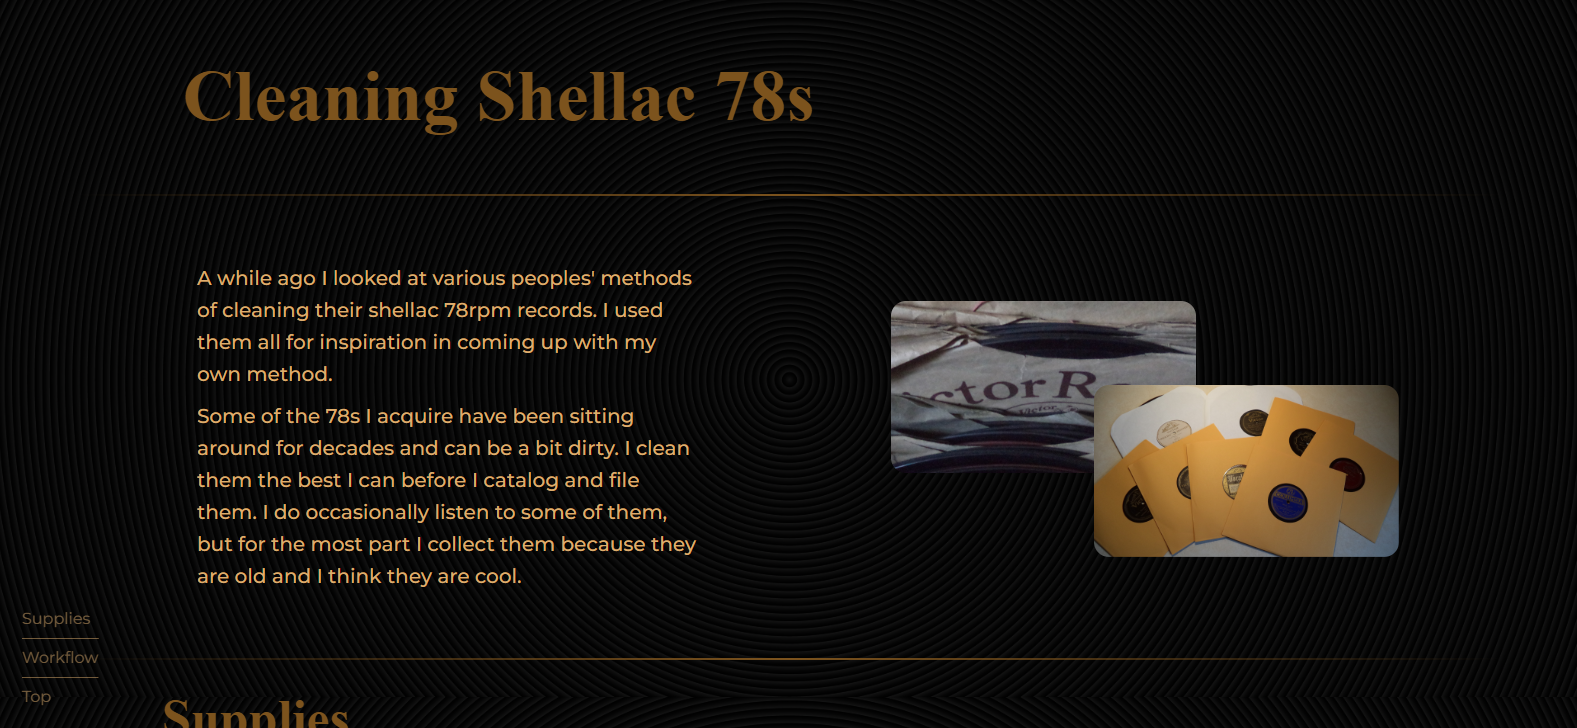 Cleaning Shellac 78s
A while ago I looked at various peoples' methods
of cleaning their shellac 78rpm records. I used
them all for inspiration in coming up with my
own method.
Some of the 78s I acquire have been sitting
around for decades and can be a bit dirty. I clean
them the best I can before I catalog and file
them. I do occasionally listen to some of them,
but for the most part I collect them because they
are old and I think they are cool.
ctor R
Victor
Supplies
Workflow
Top
Supplies